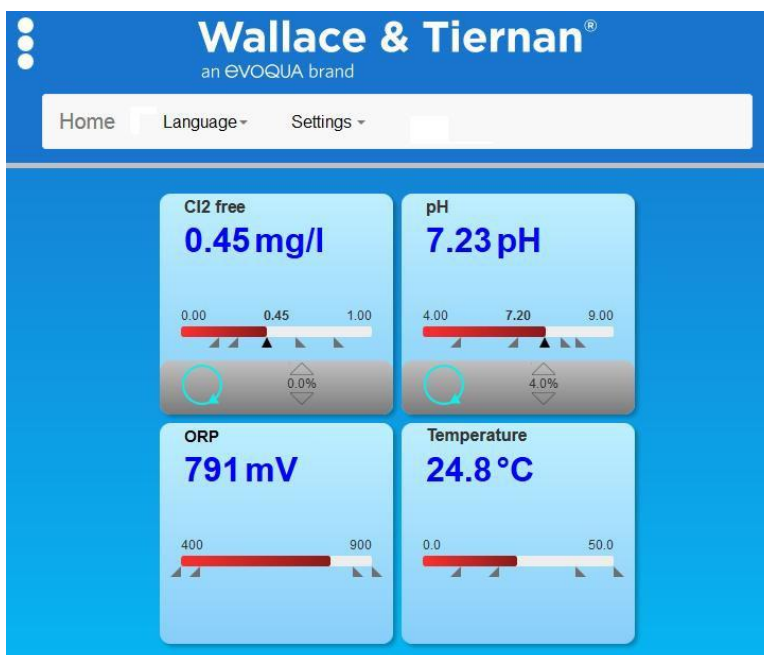 Wallace & Tiernan®
an evoqua brand
Home Language Settings
Cl2 free
0.45 mg/l
0.00 0.45 1.00
0.0%
pH
7.23 pH
4.00 7.20 9.00
4.0%
ORP
791 mV
400 900
Temperature
24.8 °C
0.0 50.0